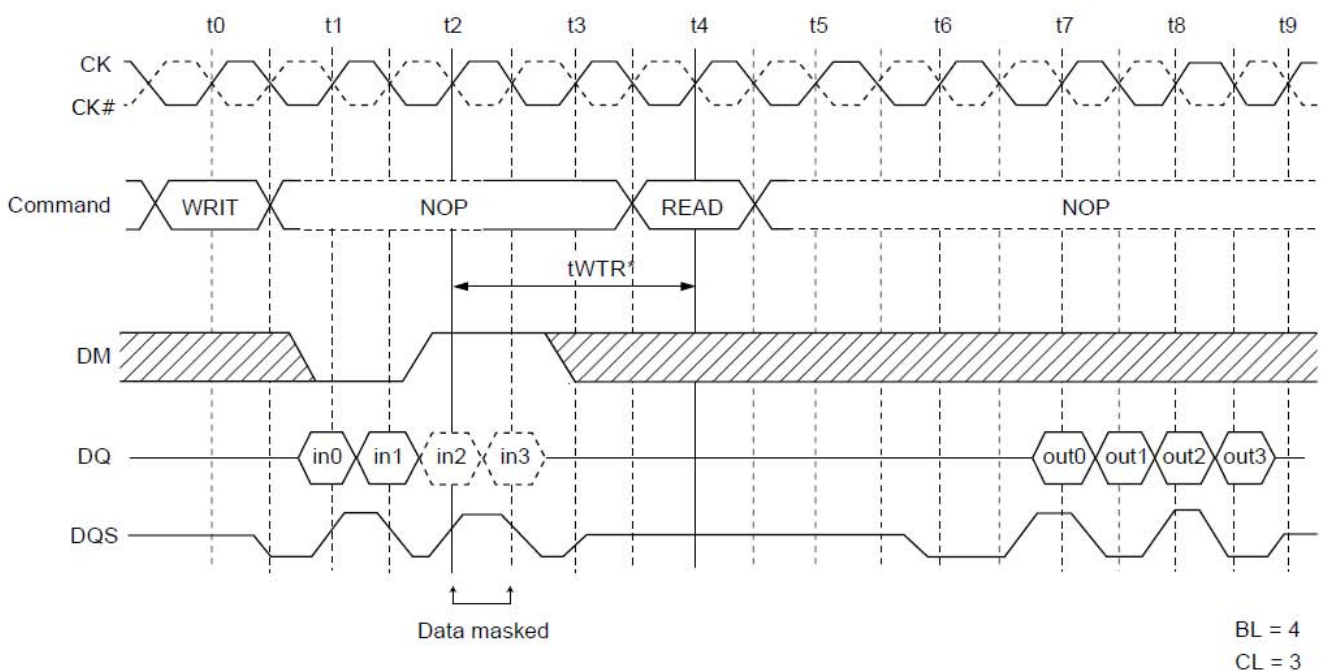 t0 t1 t2 t3 t4 t5 t6 t7 t8 t9
CK
CK#
Command WRIT NOP READ NOP
tWTR*
DM
DQ in0 in1 in2 in3 out0 out1 out2 out3
DQS
Data masked
BL = 4
CL = 3